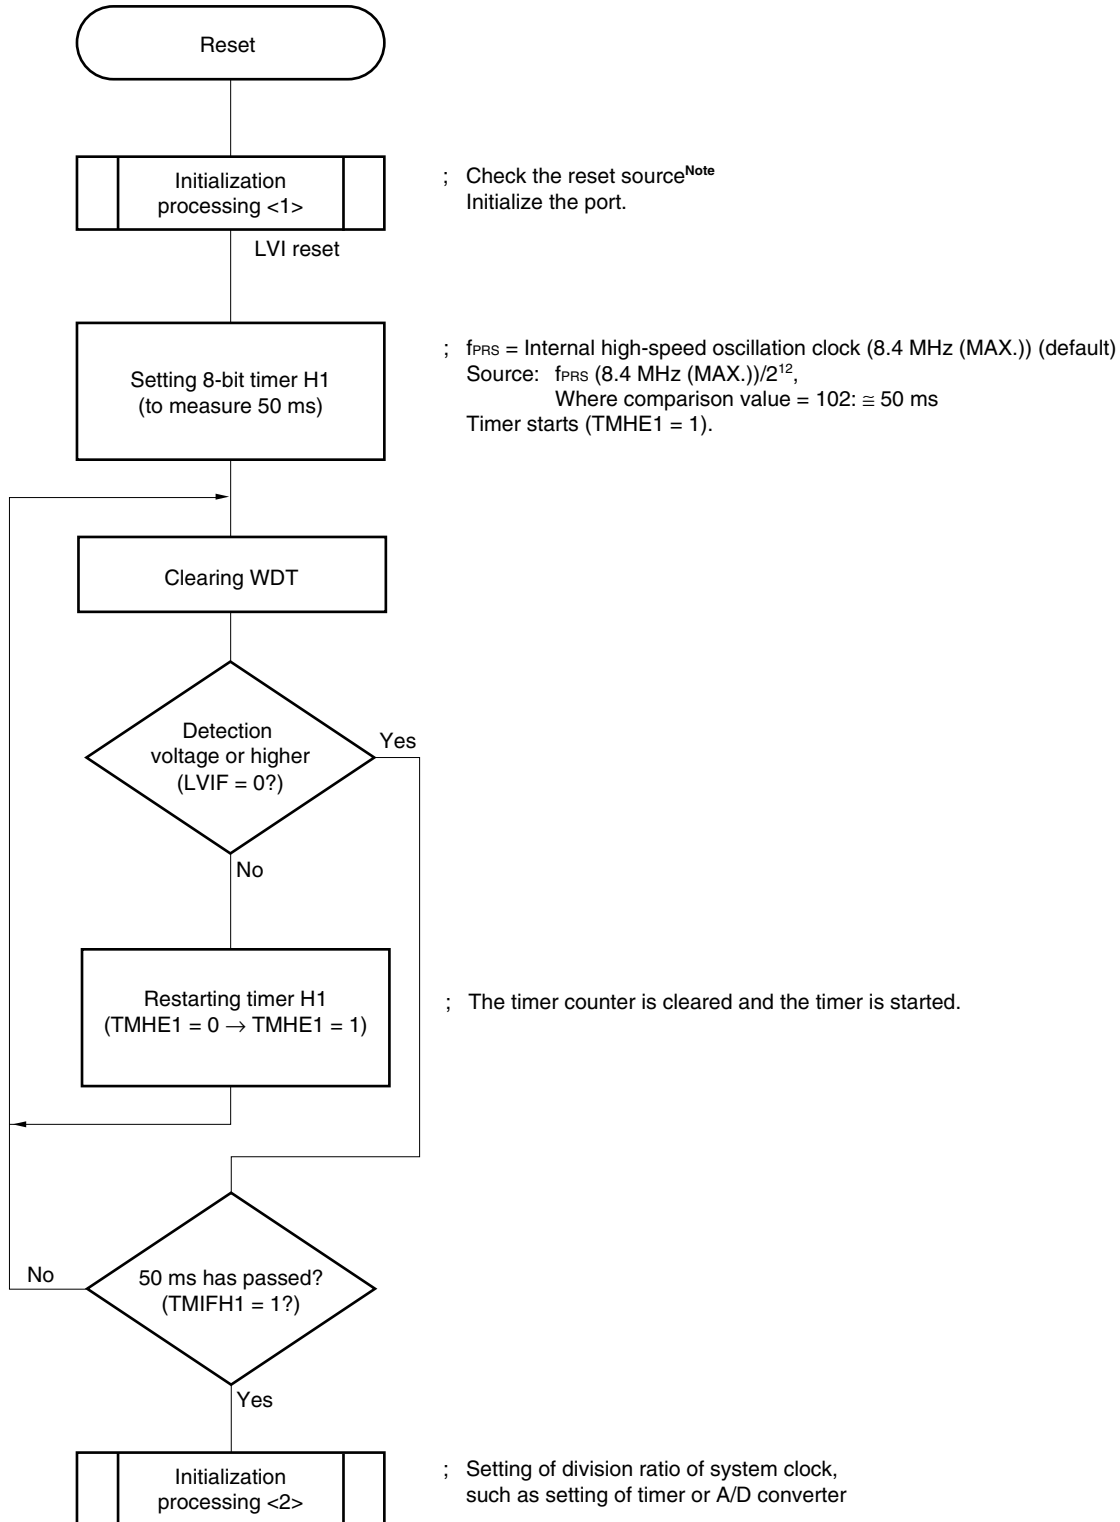 Reset
Initialization
processing <1>
; Check the reset sourceNote
Initialize the port.
LVI reset
Setting 8-bit timer H1
(to measure 50 ms)
; fPRS = Internal high-speed oscillation clock (8.4 MHz (MAX.)) (default)
Source: fPRS (8.4 MHz (MAX.))/2¹²,
Where comparison value = 102: ≅ 50 ms
Timer starts (TMHE1 = 1).
Clearing WDT
Detection
voltage or higher
(LVIF = 0?)
Yes
No
Restarting timer H1
(TMHE1 = 0 → TMHE1 = 1)
; The timer counter is cleared and the timer is started.
No
50 ms has passed?
(TMIFH1 = 1?)
Yes
Initialization
processing <2>
; Setting of division ratio of system clock,
such as setting of timer or A/D converter